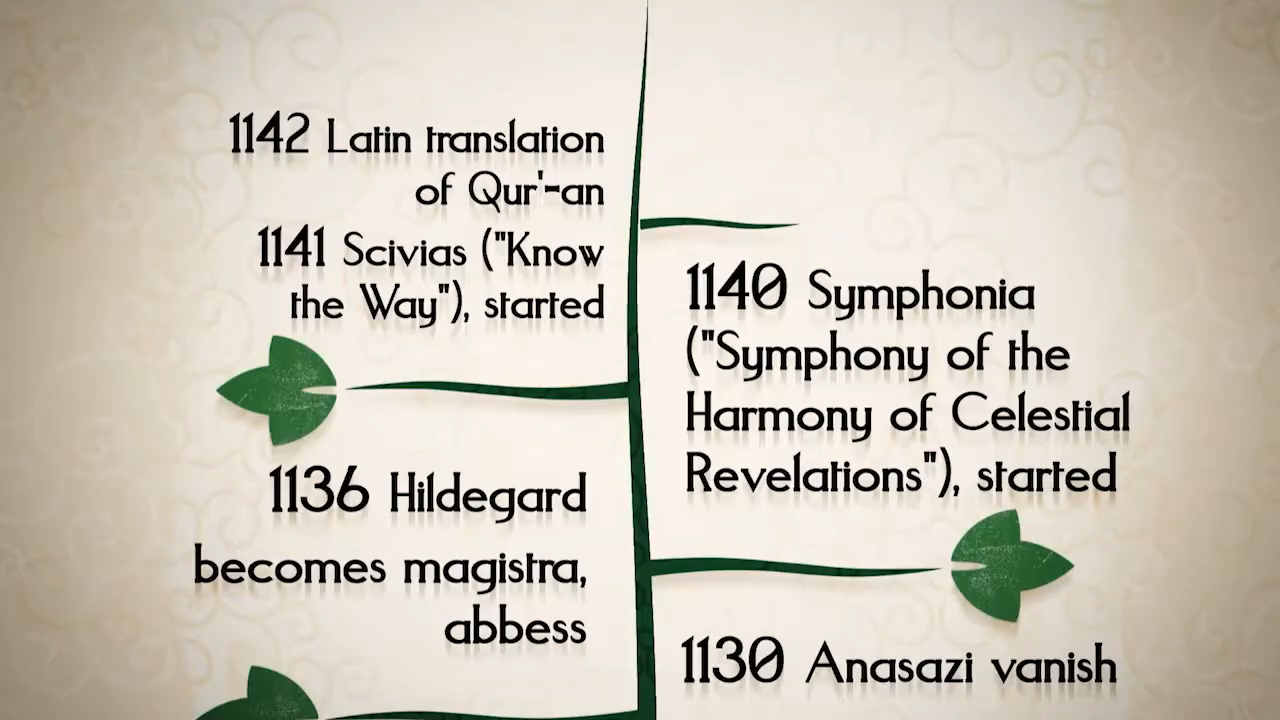 1142 Latin translation
of Qur'-an
1141 Scivias ("Know
the Way"), started
1140 Symphonia
("Symphony of the
Harmony of Celestial
Revelations"), started
1136 Hildegard
becomes magistra,
abbess
1130 Anasazi vanish